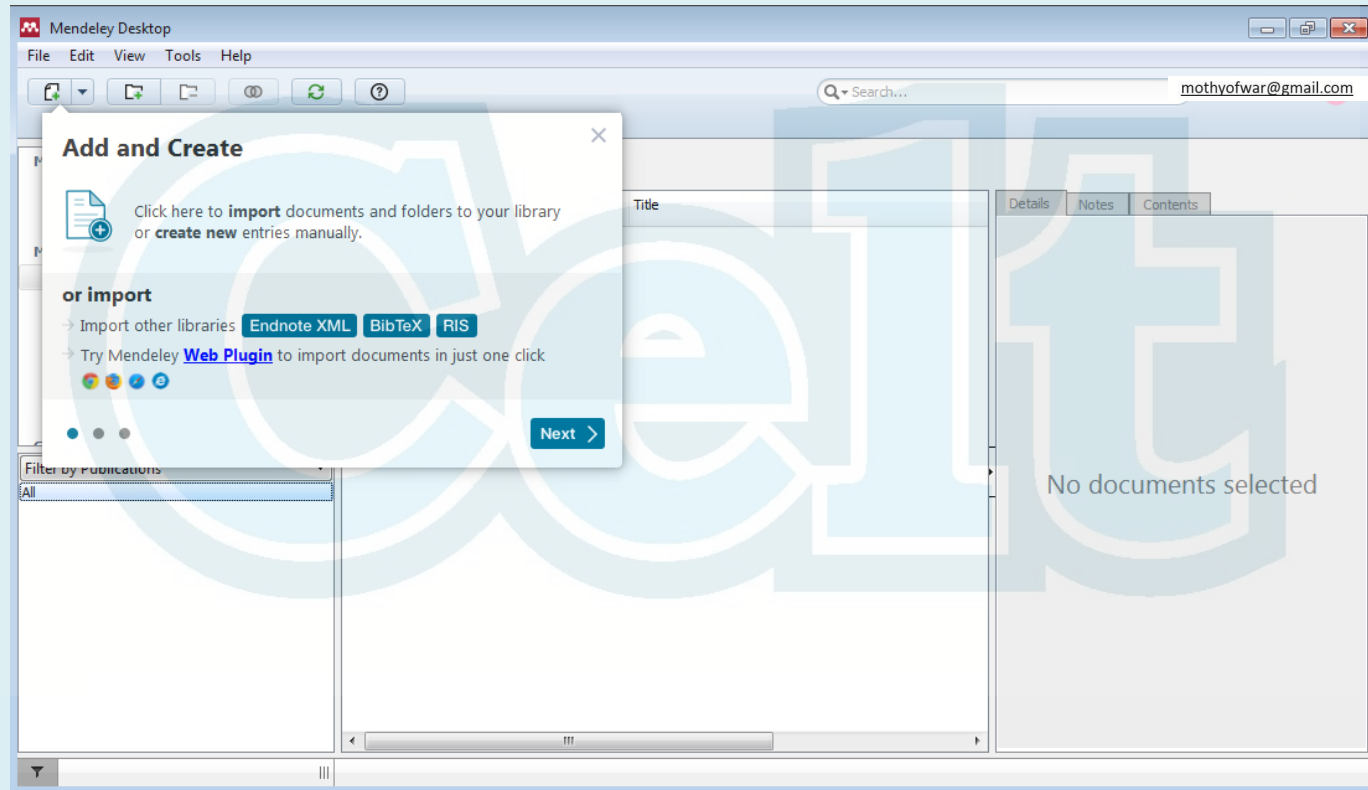 Mendeley Desktop
File Edit View Tools Help
Search...
mothyofwar@gmail.com
Add and Create
Click here to import documents and folders to your library
or create new entries manually.
or import
Import other libraries Endnote XML BibTeX RIS
Try Mendeley Web Plugin to import documents in just one click
Next
Title
Details Notes Contents
Filter by Publications
All
No documents selected
Celt